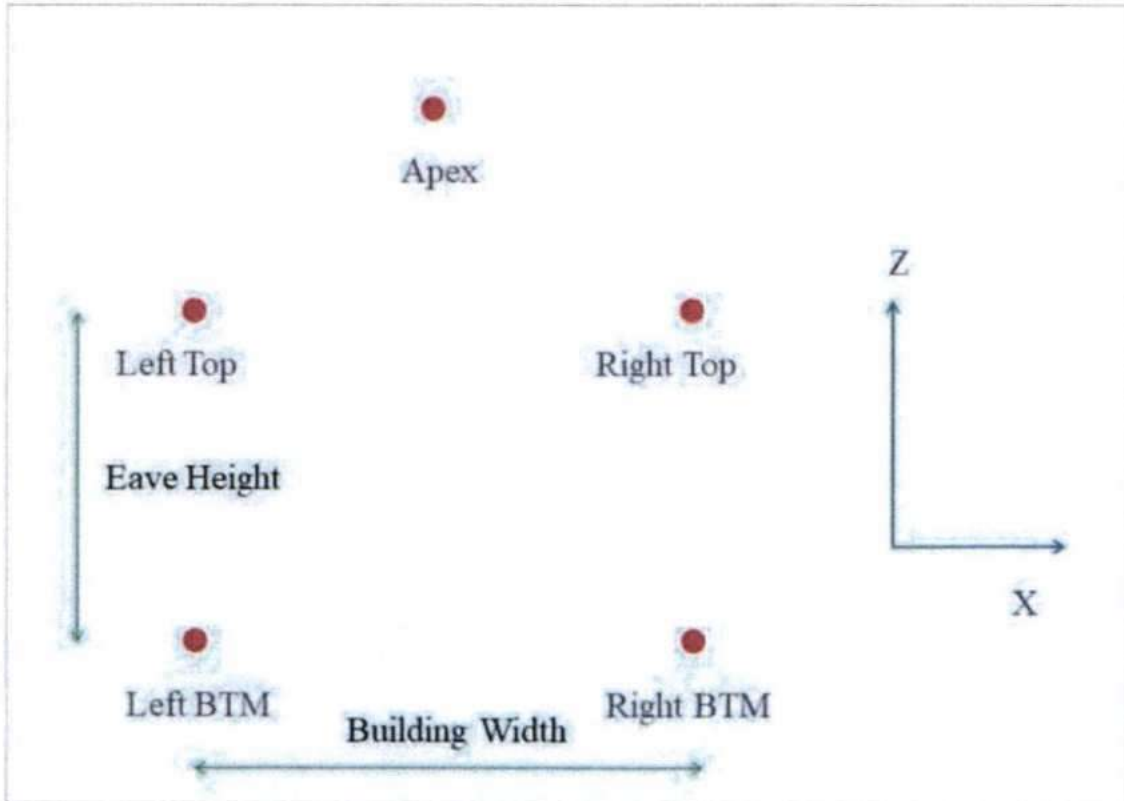 Apex
Z
Left Top
Right Top
Eave Height
X
Left BTM
Right BTM
Building Width